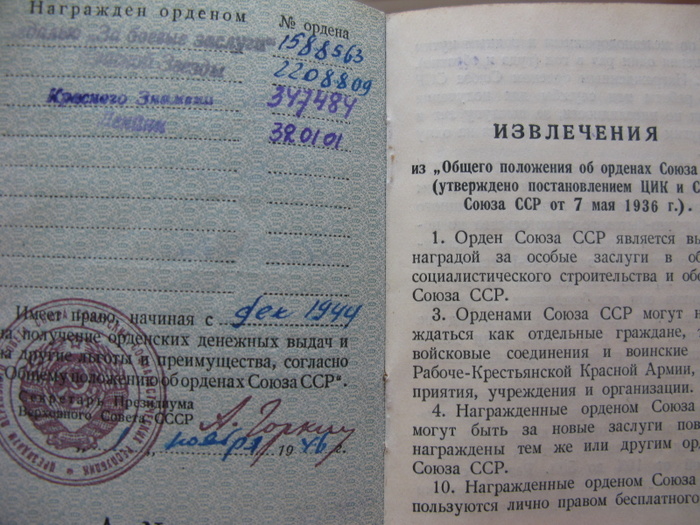 Награжден орденом
№ ордена
"За боевые заслуги" 1588563
Звезды 2208809
Красного Знамени 347484
Ленина 38.01.01
Имеет право, начиная с дек 1944
получение орденских денежных выдач и
другие льготы и преимущества, согласно
Общему положению об орденах Союза ССР".
Секретарь Президиума
Верховного Совета СССР
А. Горкин
ноября 1946 г.
ИЗВЛЕЧЕНИЯ
из „Общего положения об орденах Союза
(утверждено постановлением ЦИК и С
Союза ССР от 7 мая 1936 г.).
1. Орден Союза ССР является вы
наградой за особые заслуги в об
социалистического строительства и обо
Союза ССР.
3. Орденами Союза ССР могут н
ждаться как отдельные граждане,
войсковые соединения и воинские
Рабоче-Крестьянской Красной Армии,
приятия, учреждения и организации.
4. Награжденные орденом Союза
могут быть за новые заслуги пов
награждены тем же или другим ор
Союза ССР.
10. Награжденные орденом Союза
пользуются лично правом бесплатного